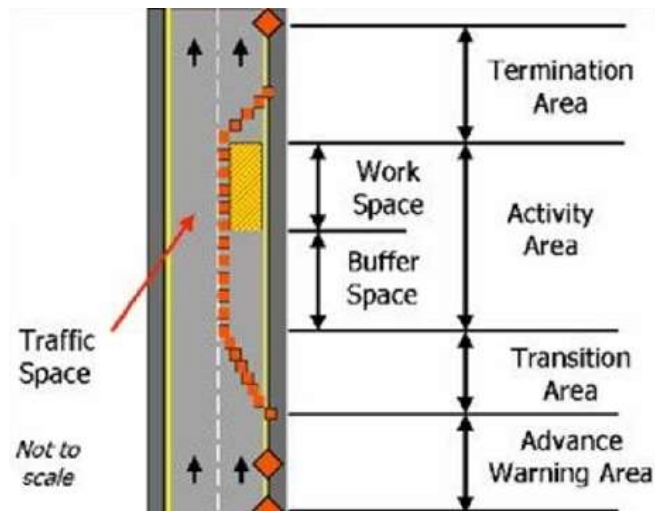 Termination
Area
Work
Space
Activity
Area
Buffer
Space
Traffic
Space
Transition
Area
Not to
scale
Advance
Warning Area